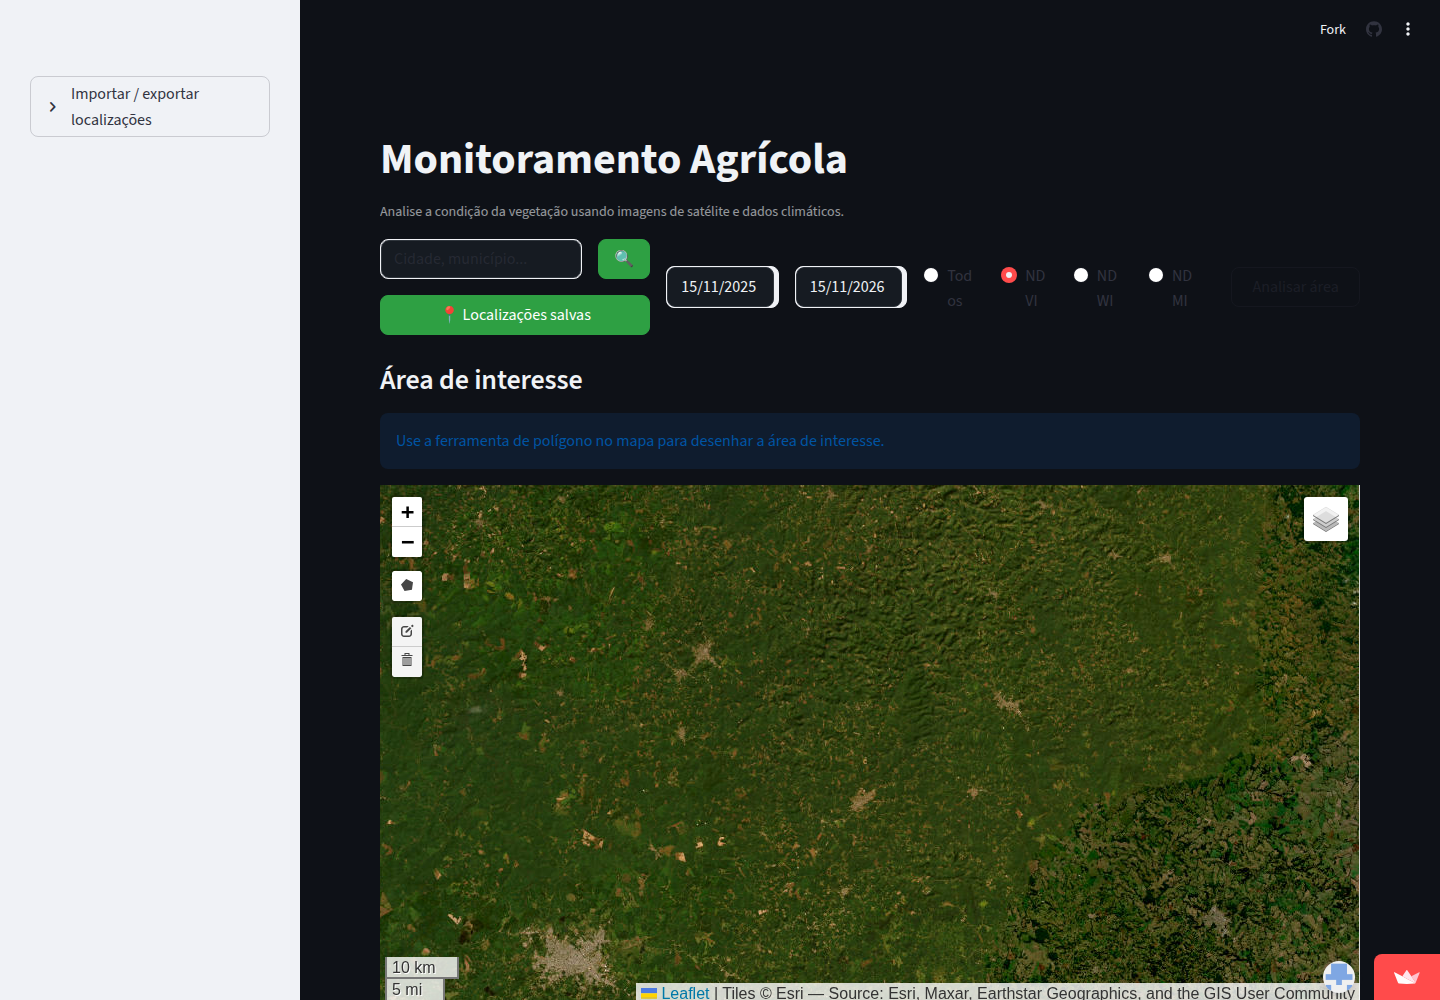 Fork
Importar / exportar
localizações
Monitoramento Agrícola
Analise a condição da vegetação usando imagens de satélite e dados climáticos.
Cidade, município...
15/11/2025
15/11/2026
Tod
os
ND
VI
ND
WI
ND
MI
Analisar área
📍 Localizações salvas
Área de interesse
Use a ferramenta de polígono no mapa para desenhar a área de interesse.
+
−
10 km
5 mi
Leaflet | Tiles © Esri — Source: Esri, Maxar, Earthstar Geographics, and the GIS User Community